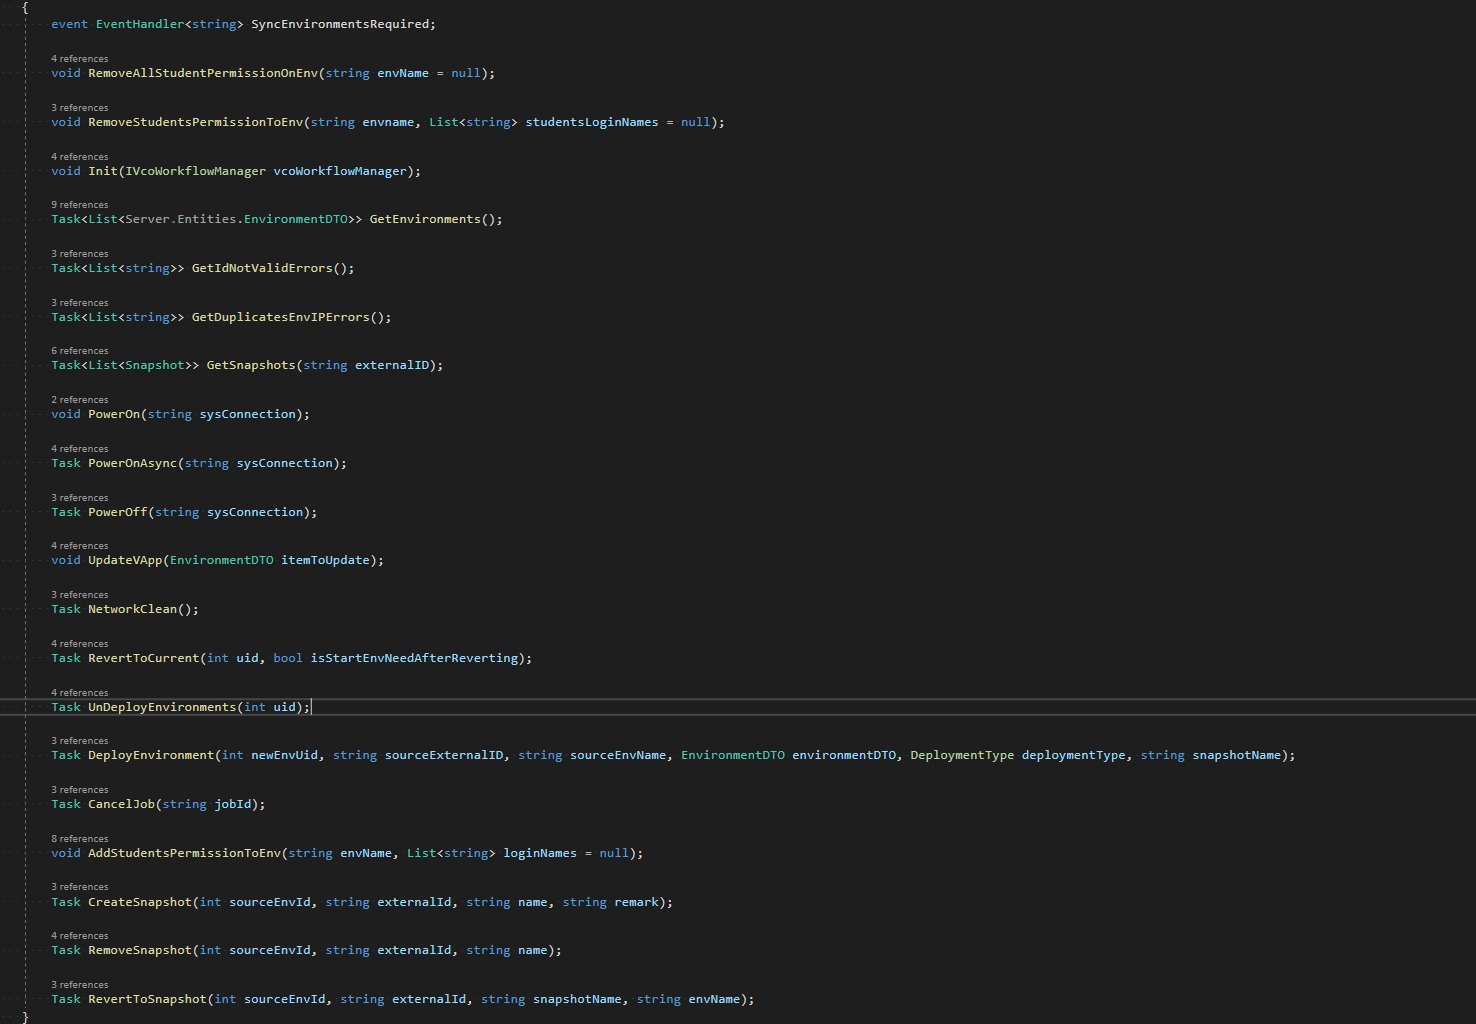 {
event EventHandler<string> SyncEnvironmentsRequired;
4 references
void RemoveAllStudentPermissionOnEnv(string envName = null);
3 references
void RemoveStudentsPermissionToEnv(string envname, List<string> studentsLoginNames = null);
4 references
void Init(IVcoWorkflowManager vcoWorkflowManager);
9 references
Task<List<Server.Entities.EnvironmentDTO>> GetEnvironments();
3 references
Task<List<string>> GetIdNotValidErrors();
3 references
Task<List<string>> GetDuplicatesEnvIPErrors();
6 references
Task<List<Snapshot>> GetSnapshots(string externalID);
2 references
void PowerOn(string sysConnection);
4 references
Task PowerOnAsync(string sysConnection);
3 references
Task PowerOff(string sysConnection);
4 references
void UpdateVApp(EnvironmentDTO itemToUpdate);
3 references
Task NetworkClean();
4 references
Task RevertToCurrent(int uid, bool isStartEnvNeedAfterReverting);
4 references
Task UnDeployEnvironments(int uid);
3 references
Task DeployEnvironment(int newEnvUid, string sourceExternalID, string sourceEnvName, EnvironmentDTO environmentDTO, DeploymentType deploymentType, string snapshotName);
3 references
Task CancelJob(string jobId);
8 references
void AddStudentsPermissionToEnv(string envName, List<string> loginNames = null);
3 references
Task CreateSnapshot(int sourceEnvId, string externalId, string name, string remark);
4 references
Task RemoveSnapshot(int sourceEnvId, string externalId, string name);
3 references
Task RevertToSnapshot(int sourceEnvId, string externalId, string snapshotName, string envName);
}